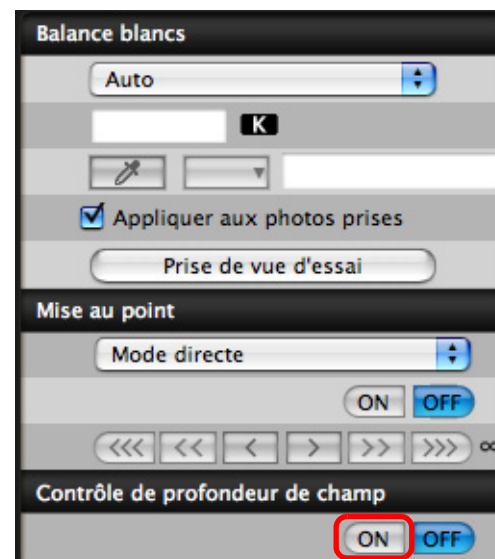 Balance blancs
Auto
K
Appliquer aux photos prises
Prise de vue d'essai
Mise au point
Mode directe
ON OFF
<<< << < > >> >>> ∞
Contrôle de profondeur de champ
ON OFF